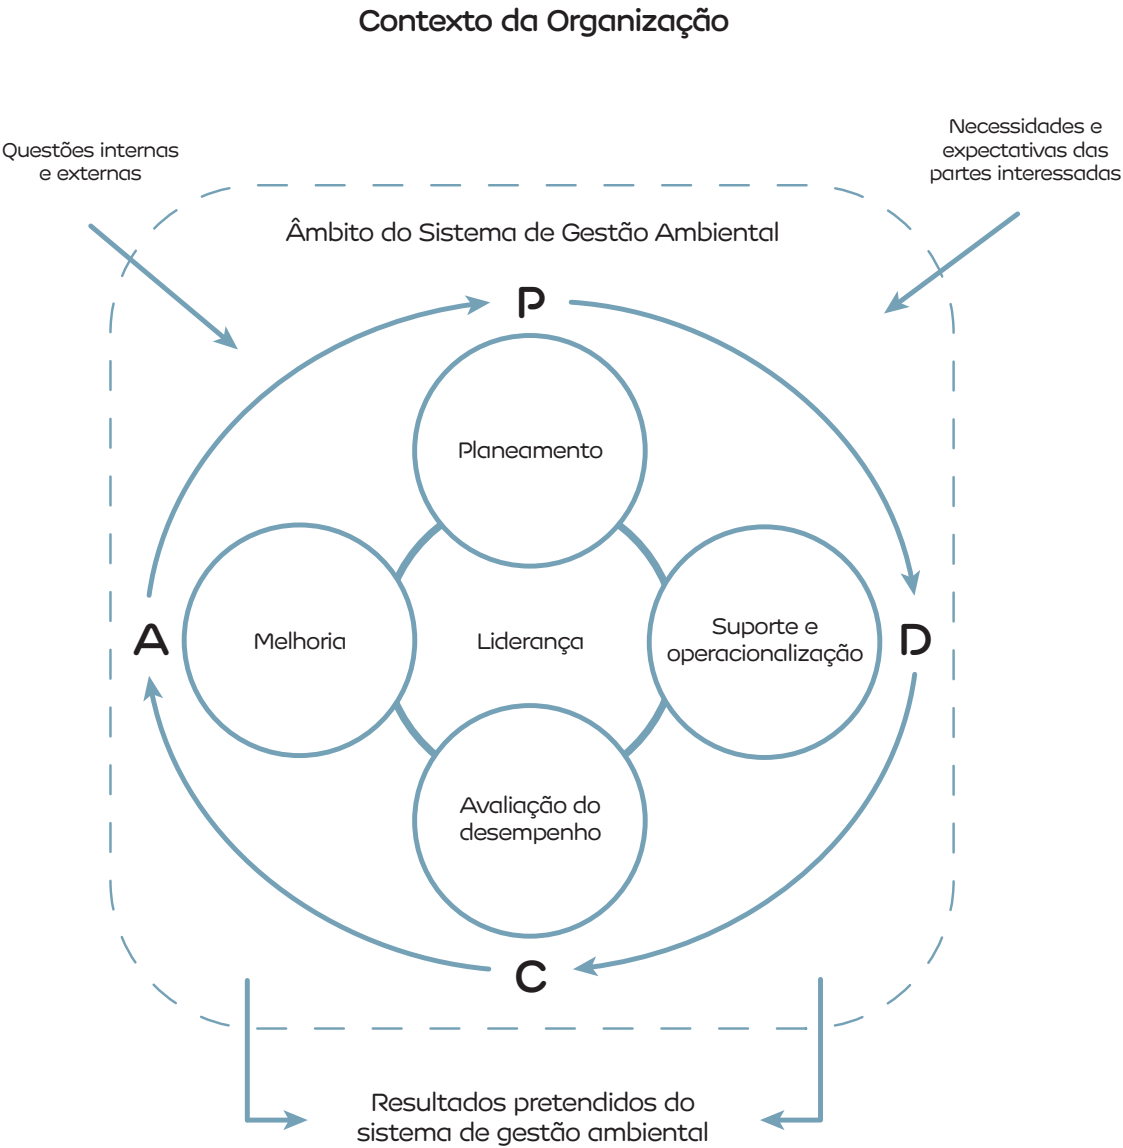 Contexto da Organização
Questões internas
e externas
Necessidades e
expectativas das
partes interessadas
Âmbito do Sistema de Gestão Ambiental
P
Planeamento
A
Melhoria
Liderança
Suporte e
operacionalização
D
Avaliação do
desempenho
C
Resultados pretendidos do
sistema de gestão ambiental